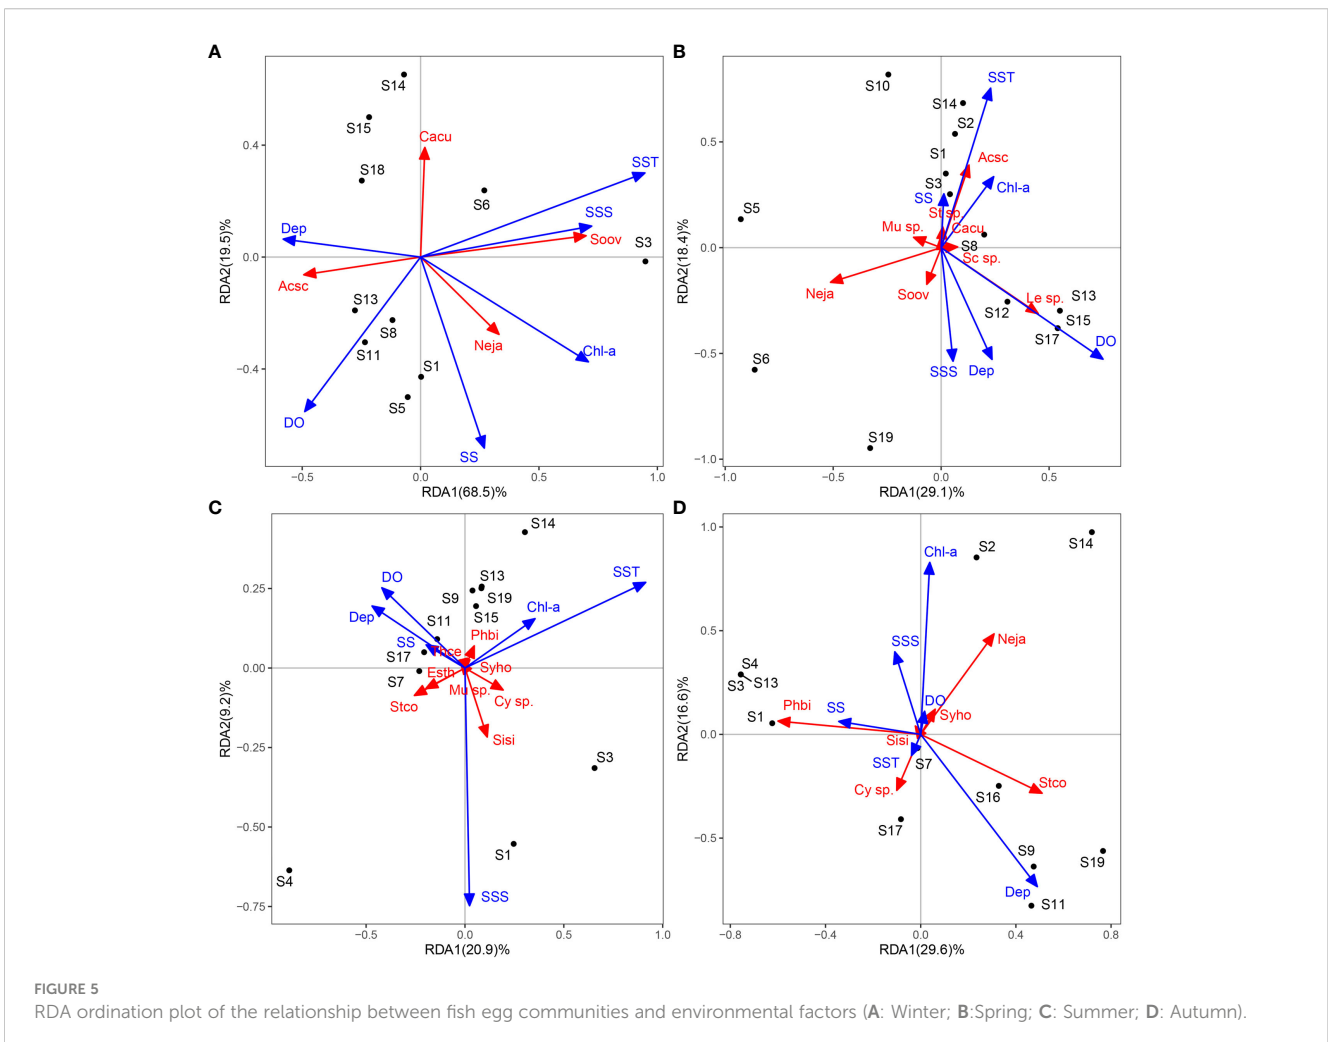 A
S14
S15
Cacu
S18
SST
S6
SSS
Dep
Soov
S3
Acsc
S13
S8
Neja
Chl-a
S11
S1
S5
DO
SS
0.4
0.0
−0.4
−0.5
0.0
0.5
1.0
RDA2(19.5)%
RDA1(68.5)%
B
SST
S10
S14
S2
S1
Acsc
S3
Chl-a
SS
S5
St sp.
Mu sp.
Cacu
S8
Sc sp.
Neja
Soov
Le sp.
S13
S12
S15
S17
DO
SSS
Dep
S6
S19
0.5
0.0
−0.5
−1.0
−1.0
−0.5
0.0
0.5
RDA2(18.4)%
RDA1(29.1)%
C
S14
DO
S13
SST
S9
S19
Dep
Chl-a
S11
S15
SS
Phbi
S17
Syho
S7
Esth
Mu sp.
Stco
Cy sp.
Sisi
S3
S1
S4
SSS
0.25
0.00
−0.25
−0.50
−0.75
−0.5
0.0
0.5
1.0
RDA2(9.2)%
RDA1(20.9)%
D
Chl-a
S2
S14
SSS
Neja
S4
S3
S13
Phbi
DO
S1
SS
Syho
Sisi
SST
S7
Stco
Cy sp.
S16
S17
S9
S19
Dep
S11
1.0
0.5
0.0
−0.5
−0.8
−0.4
0.0
0.4
0.8
RDA2(16.6)%
RDA1(29.6)%
FIGURE 5
RDA ordination plot of the relationship between fish egg communities and environmental factors (A: Winter; B:Spring; C: Summer; D: Autumn).